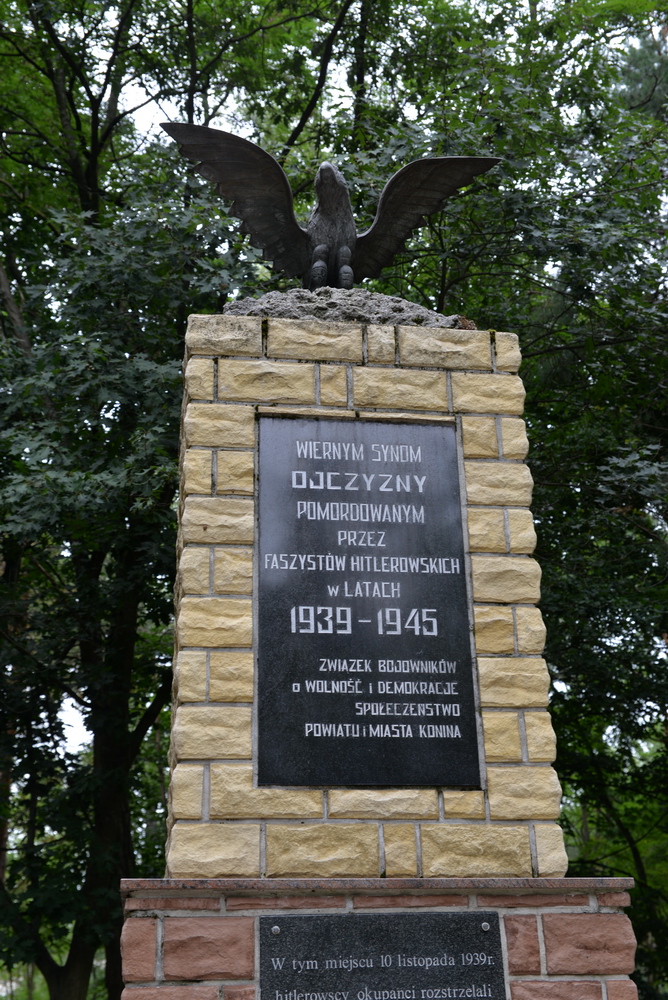 WIERNYM SYNOM
OJCZYZNY
POMORDOWANYM
PRZEZ
FASZYSTÓW HITLEROWSKICH
w LATACH
1939-1945
ZWIĄZEK BOJOWNIKÓW
o WOLNOŚĆ i DEMOKRACJE
SPOŁECZEŃSTWO
POWIATU i MIASTA KONINA
W tym miejscu 10 listopada 1939r.
hitlerowscy okupanci rozstrzelali